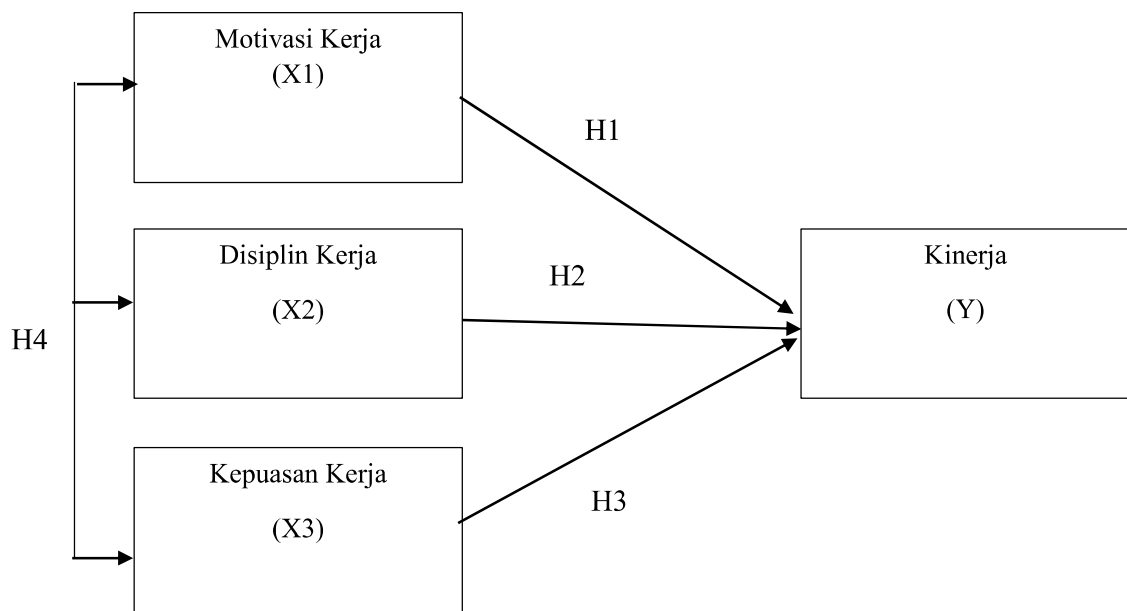 Motivasi Kerja
(X1)
H1
Disiplin Kerja
(X2)
H2
Kinerja
(Y)
H4
Kepuasan Kerja
(X3)
H3